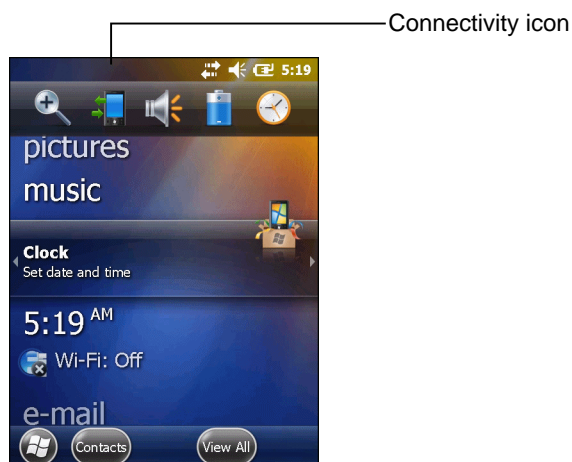 Connectivity icon
5:19
pictures
music
Clock
Set date and time
5:19 AM
Wi-Fi: Off
e-mail
Contacts
View All